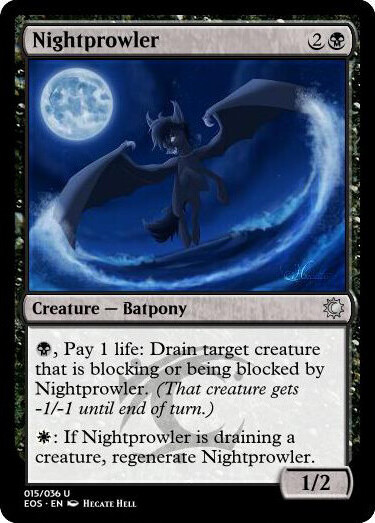 Nightprowler 2
Creature — Batpony
, Pay 1 life: Drain target creature
that is blocking or being blocked by
Nightprowler. (That creature gets
-1/-1 until end of turn.)
: If Nightprowler is draining a
creature, regenerate Nightprowler.
1/2
015/036 U
EOS · EN Hecate Hell